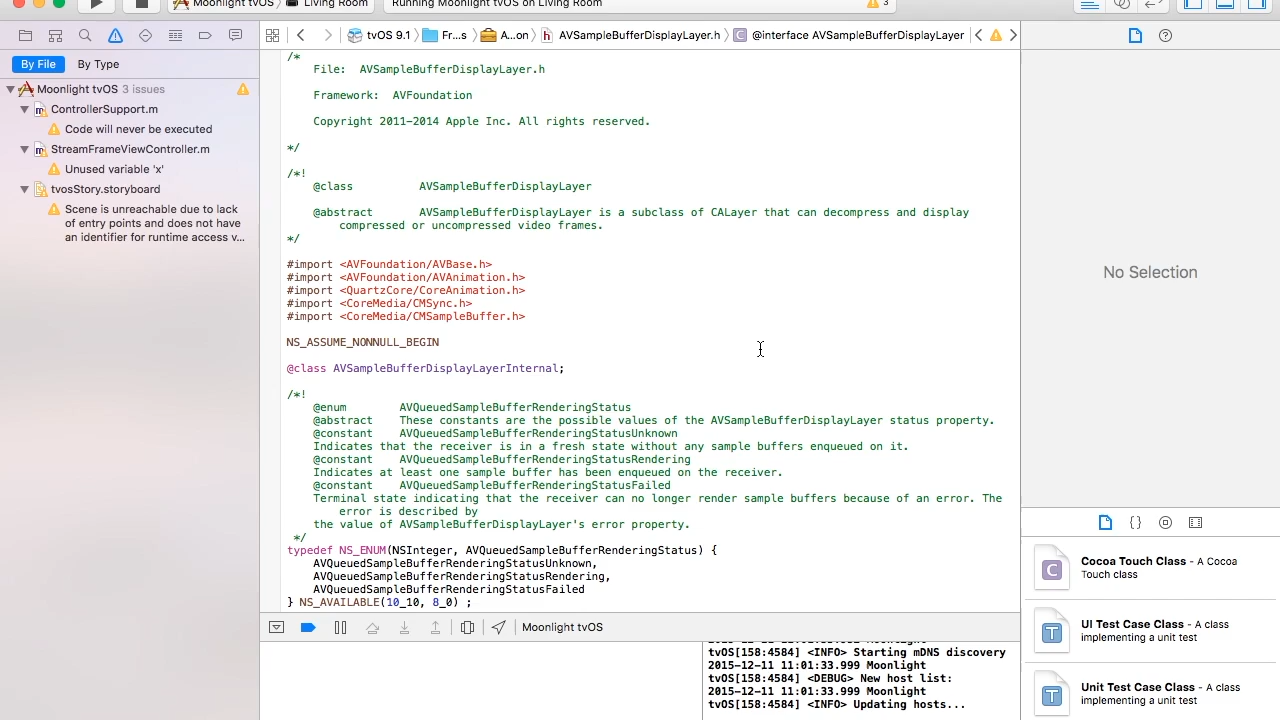 Moonlight tvOS Living Room
Running Moonlight tvOS on Living Room
3
tvOS 9.1 Fr...s A...on h AVSampleBufferDisplayLayer.h C @interface AVSampleBufferDisplayLayer
By File By Type
Moonlight tvOS 3 issues
m ControllerSupport.m
Code will never be executed
m StreamFrameViewController.m
Unused variable 'x'
tvosStory.storyboard
Scene is unreachable due to lack
of entry points and does not have
an identifier for runtime access v...
/*
File: AVSampleBufferDisplayLayer.h
Framework: AVFoundation
Copyright 2011-2014 Apple Inc. All rights reserved.
*/
/*!
@class AVSampleBufferDisplayLayer
@abstract AVSampleBufferDisplayLayer is a subclass of CALayer that can decompress and display
compressed or uncompressed video frames.
*/
#import <AVFoundation/AVBase.h>
#import <AVFoundation/AVAnimation.h>
#import <QuartzCore/CoreAnimation.h>
#import <CoreMedia/CMSync.h>
#import <CoreMedia/CMSampleBuffer.h>
NS_ASSUME_NONNULL_BEGIN
@class AVSampleBufferDisplayLayerInternal;
/*!
@enum AVQueuedSampleBufferRenderingStatus
@abstract These constants are the possible values of the AVSampleBufferDisplayLayer status property.
@constant AVQueuedSampleBufferRenderingStatusUnknown
Indicates that the receiver is in a fresh state without any sample buffers enqueued on it.
@constant AVQueuedSampleBufferRenderingStatusRendering
Indicates at least one sample buffer has been enqueued on the receiver.
@constant AVQueuedSampleBufferRenderingStatusFailed
Terminal state indicating that the receiver can no longer render sample buffers because of an error. The
error is described by
the value of AVSampleBufferDisplayLayer's error property.
*/
typedef NS_ENUM(NSInteger, AVQueuedSampleBufferRenderingStatus) {
AVQueuedSampleBufferRenderingStatusUnknown,
AVQueuedSampleBufferRenderingStatusRendering,
AVQueuedSampleBufferRenderingStatusFailed
} NS_AVAILABLE(10_10, 8_0) ;
Moonlight tvOS
tvOS[158:4584] <INFO> Starting mDNS discovery
2015-12-11 11:01:33.999 Moonlight
tvOS[158:4584] <DEBUG> New host list:
2015-12-11 11:01:33.999 Moonlight
tvOS[158:4584] <INFO> Updating hosts...
No Selection
{}
C Cocoa Touch Class - A Cocoa
Touch class
T UI Test Case Class - A class
implementing a unit test
T Unit Test Case Class - A class
implementing a unit test